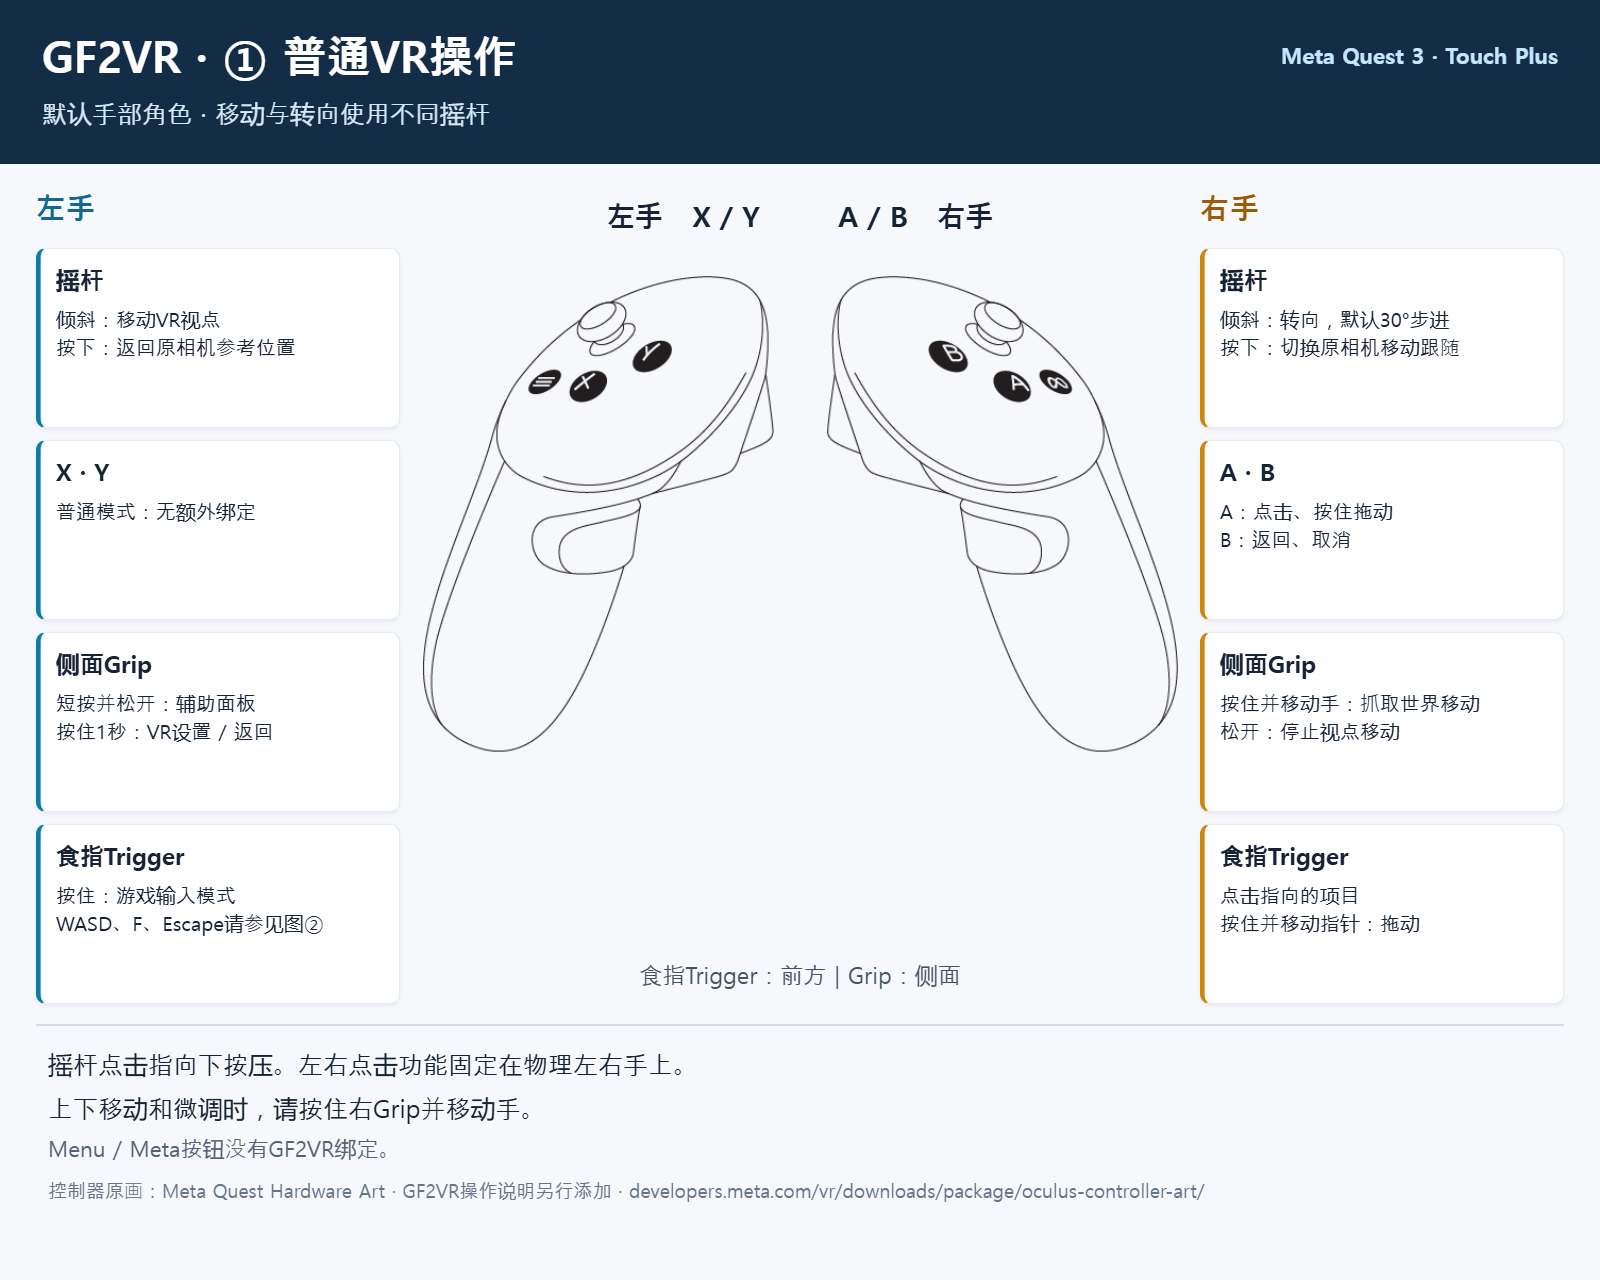 GF2VR · ① 普通VR操作
Meta Quest 3 · Touch Plus
默认手部角色 · 移动与转向使用不同摇杆
左手
左手 X / Y
A / B 右手
右手
摇杆
倾斜：移动VR视点
按下：返回原相机参考位置
X · Y
普通模式：无额外绑定
侧面Grip
短按并松开：辅助面板
按住1秒：VR设置 / 返回
食指Trigger
按住：游戏输入模式
WASD、F、Escape请参见图②
Y
X
B
A
摇杆
倾斜：转向，默认30°步进
按下：切换原相机移动跟随
A · B
A：点击、按住拖动
B：返回、取消
侧面Grip
按住并移动手：抓取世界移动
松开：停止视点移动
食指Trigger
点击指向的项目
按住并移动指针：拖动
食指Trigger：前方 | Grip：侧面
摇杆点击指向下按压。左右点击功能固定在物理左右手上。
上下移动和微调时，请按住右Grip并移动手。
Menu / Meta按钮没有GF2VR绑定。
控制器原画：Meta Quest Hardware Art · GF2VR操作说明另行添加 · developers.meta.com/vr/downloads/package/oculus-controller-art/